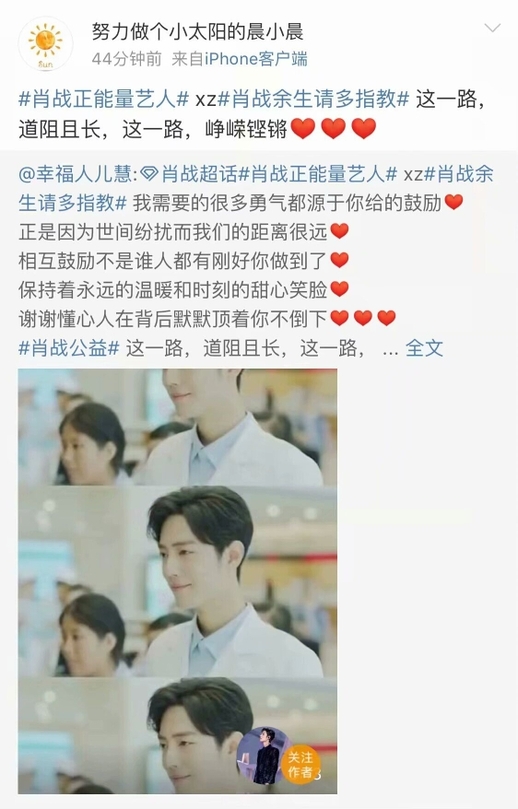 努力做个小太阳的晨小晨
44分钟前 来自iPhone客户端
#肖战正能量艺人# xz#肖战余生请多指教# 这一路，
道阻且长，这一路，峥嵘铿锵❤❤❤
@幸福人儿慧:肖战超话#肖战正能量艺人# xz#肖战余
生请多指教# 我需要的很多勇气都源于你给的鼓励❤
正是因为世间纷扰而我们的距离很远❤
相互鼓励不是谁人都有刚好你做到了❤
保持着永远的温暖和时刻的甜心笑脸❤
谢谢懂心人在背后默默顶着你不倒下❤❤❤
#肖战公益# 这一路，道阻且长，这一路， ... 全文
关注
作者
3